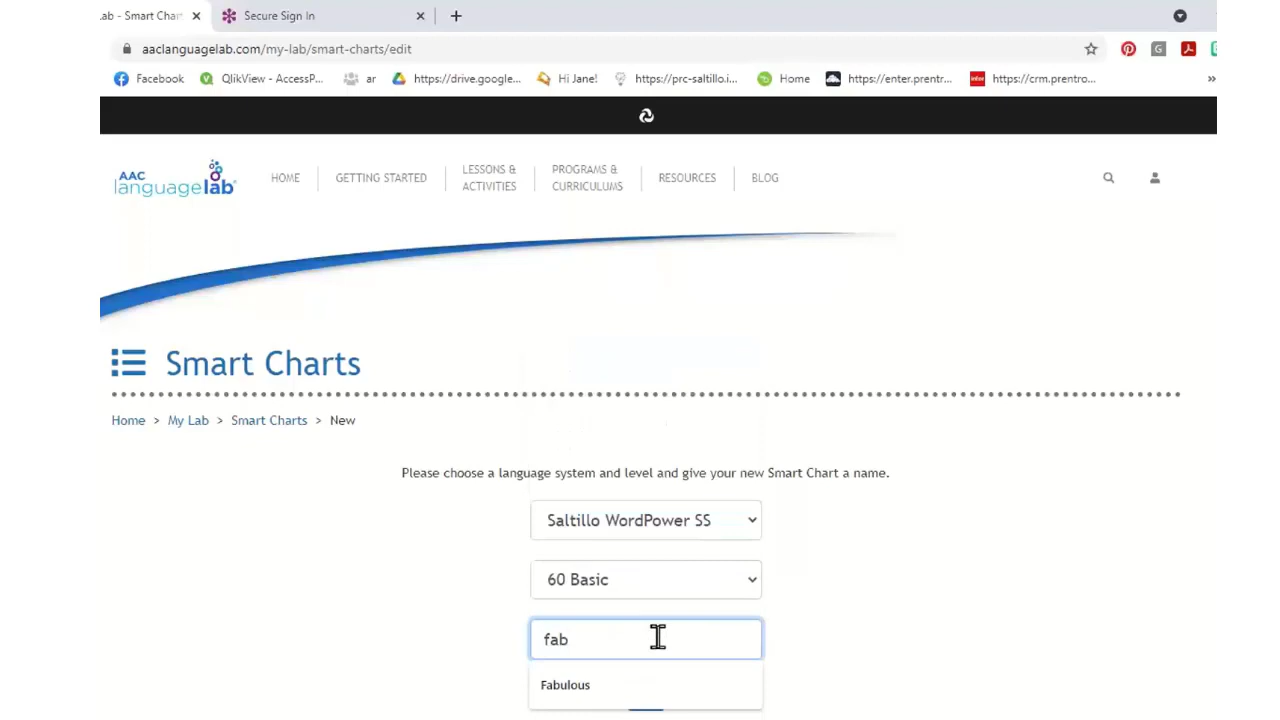 .ab - Smart Char
Secure Sign In
aaclanguagelab.com/my-lab/smart-charts/edit
Facebook
QlikView - AccessP...
ar
https://drive.google...
Hi Jane!
https://prc-saltillo.i...
Home
https://enter.prentro...
https://crm.prentro...
»
AAC
languagelab
HOME
GETTING STARTED
LESSONS &
ACTIVITIES
PROGRAMS &
CURRICULUMS
RESOURCES
BLOG
Smart Charts
Home > My Lab > Smart Charts > New
Please choose a language system and level and give your new Smart Chart a name.
Saltillo WordPower SS
60 Basic
fab
Fabulous